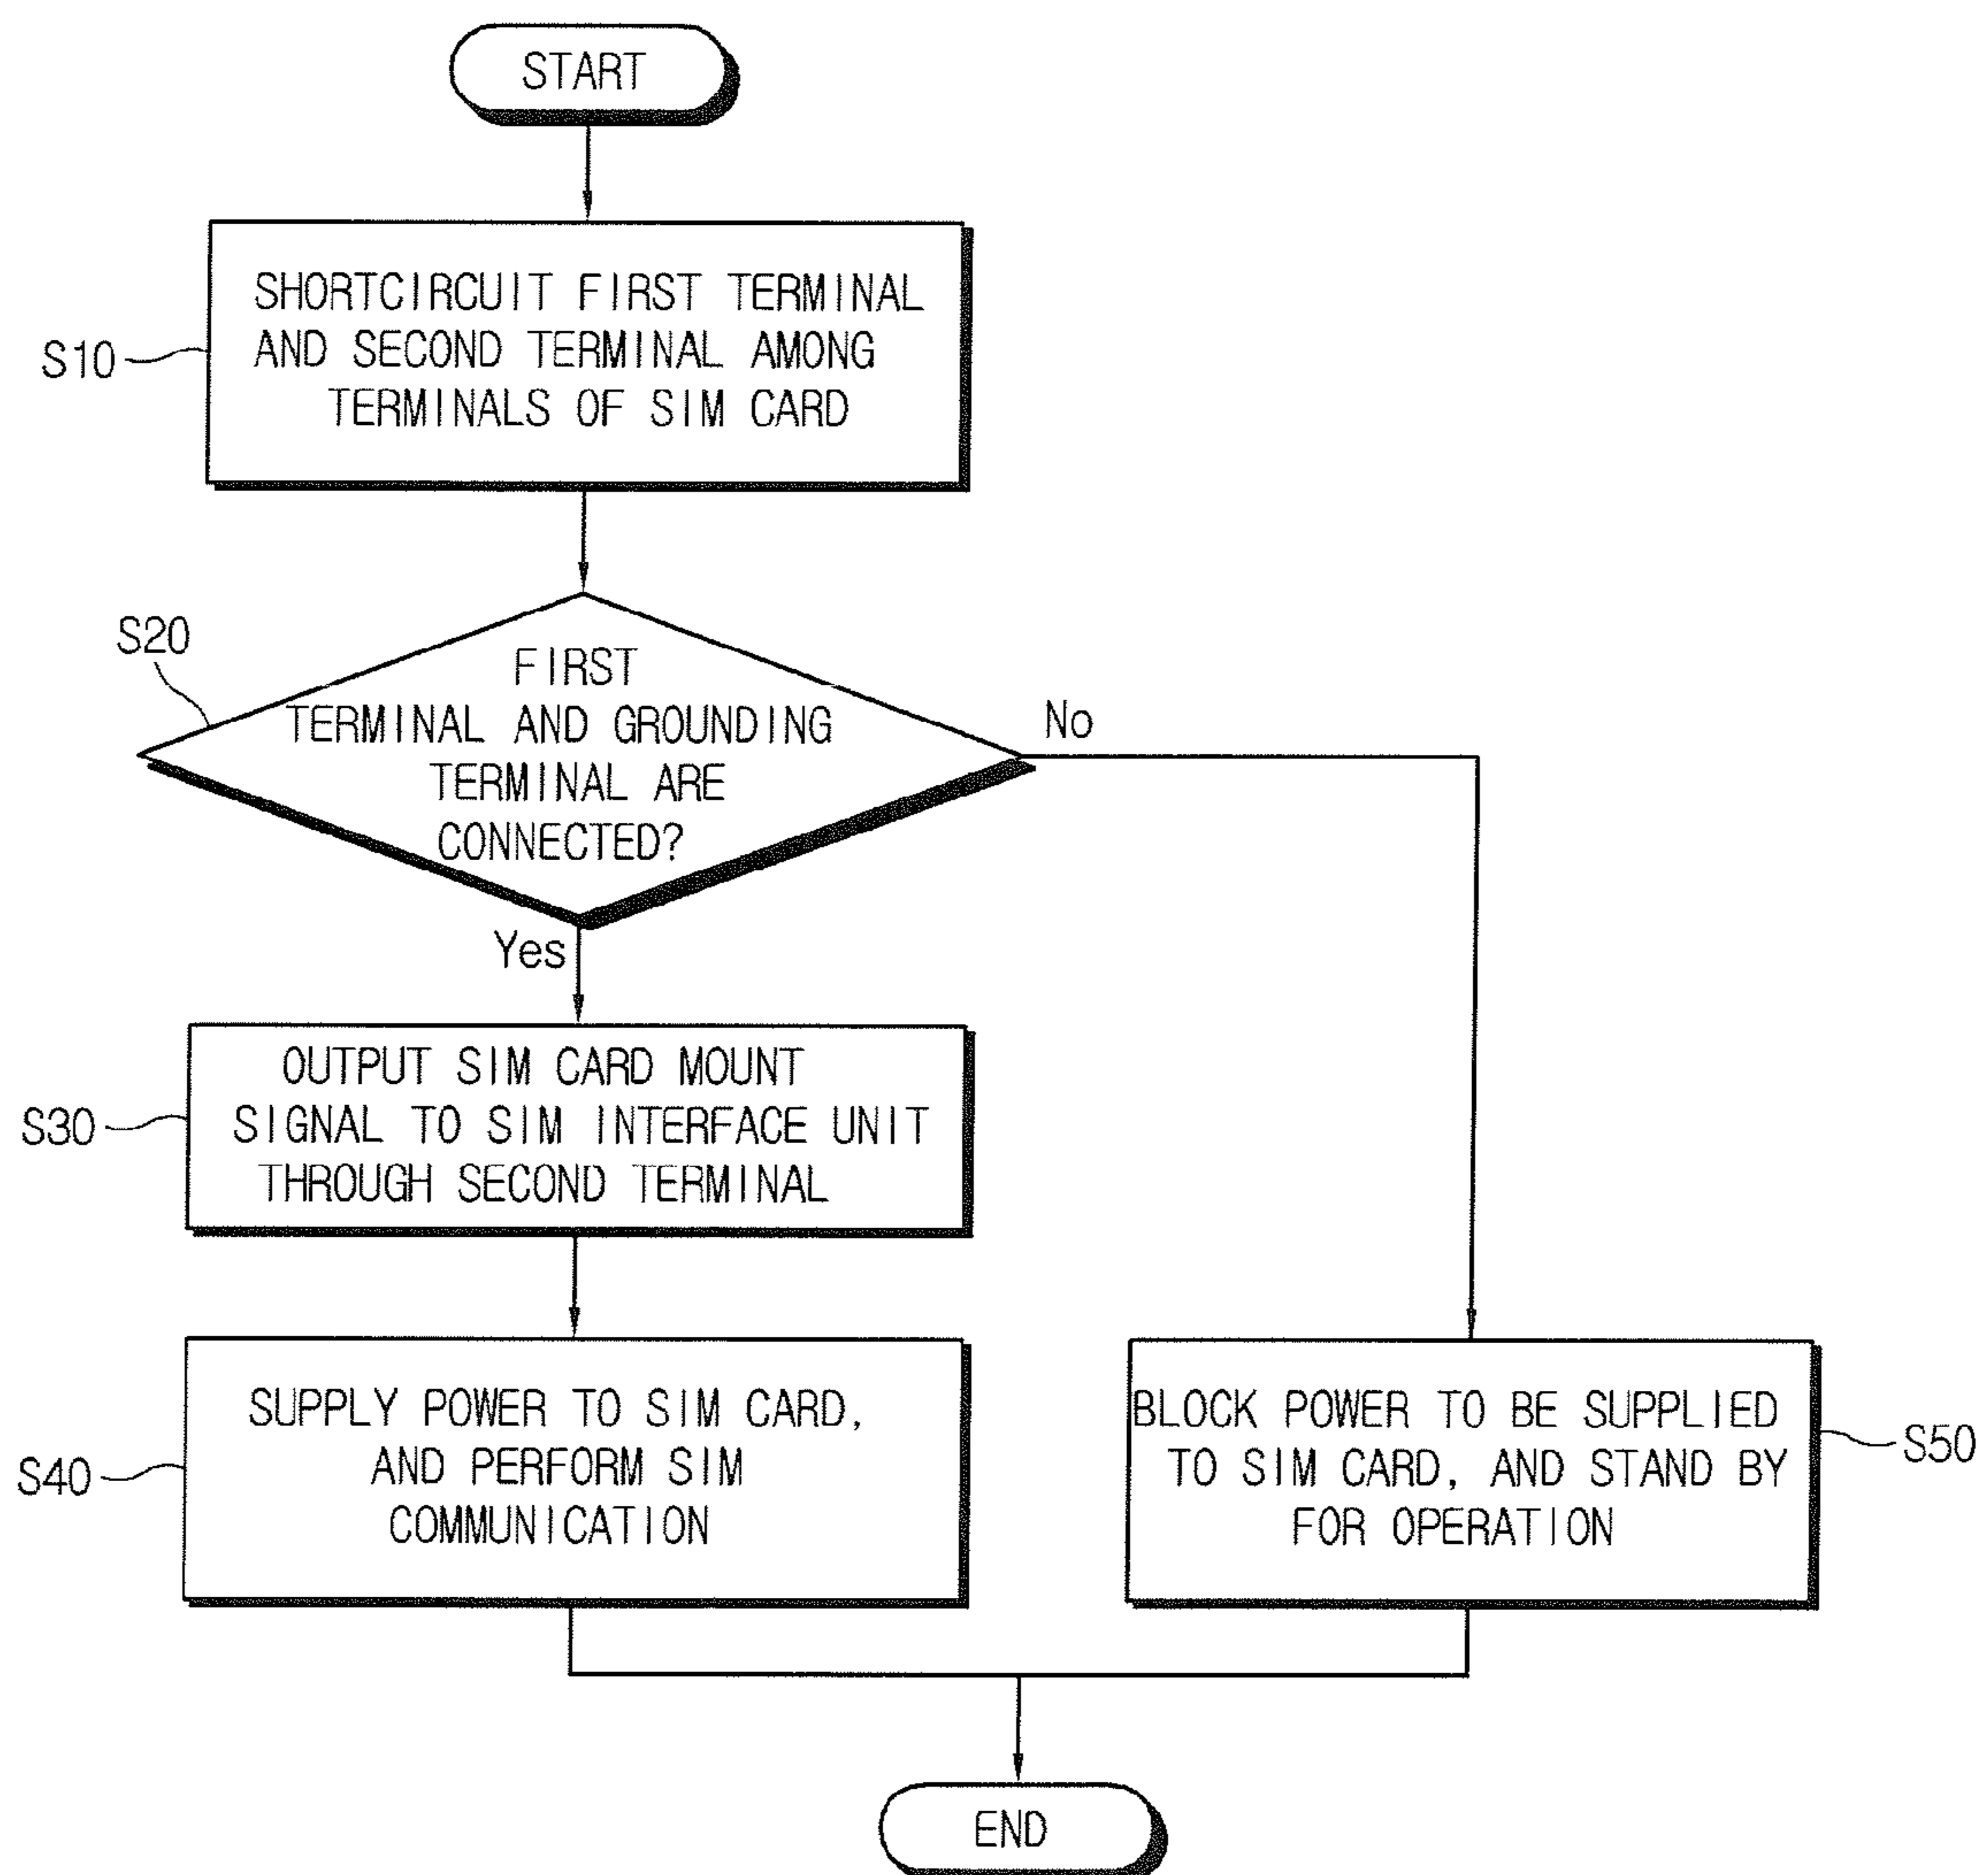 START
SHORTCIRCUIT FIRST TERMINAL
AND SECOND TERMINAL AMONG
TERMINALS OF SIM CARD
S10
S20
FIRST
TERMINAL AND GROUNDING
TERMINAL ARE
CONNECTED?
No
Yes
OUTPUT SIM CARD MOUNT
SIGNAL TO SIM INTERFACE UNIT
THROUGH SECOND TERMINAL
S30
SUPPLY POWER TO SIM CARD,
AND PERFORM SIM
COMMUNICATION
S40
BLOCK POWER TO BE SUPPLIED
TO SIM CARD, AND STAND BY
FOR OPERATION
S50
END